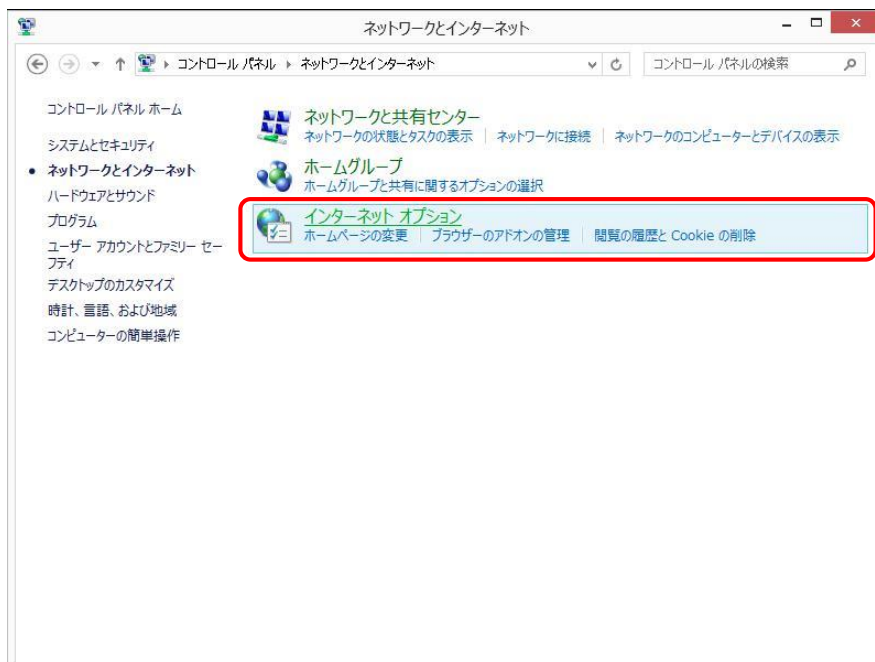 ネットワークとインターネット
コントロール パネル ネットワークとインターネット コントロール パネルの検索
コントロール パネル ホーム
システムとセキュリティ
ネットワークとインターネット
ハードウェアとサウンド
プログラム
ユーザー アカウントとファミリー セー
フティ
デスクトップのカスタマイズ
時計、言語、および地域
コンピューターの簡単操作
ネットワークと共有センター
ネットワークの状態とタスクの表示 ネットワークに接続 ネットワークのコンピューターとデバイスの表示
ホームグループ
ホームグループと共有に関するオプションの選択
インターネット オプション
ホームページの変更 ブラウザーのアドオンの管理 閲覧の履歴と Cookie の削除